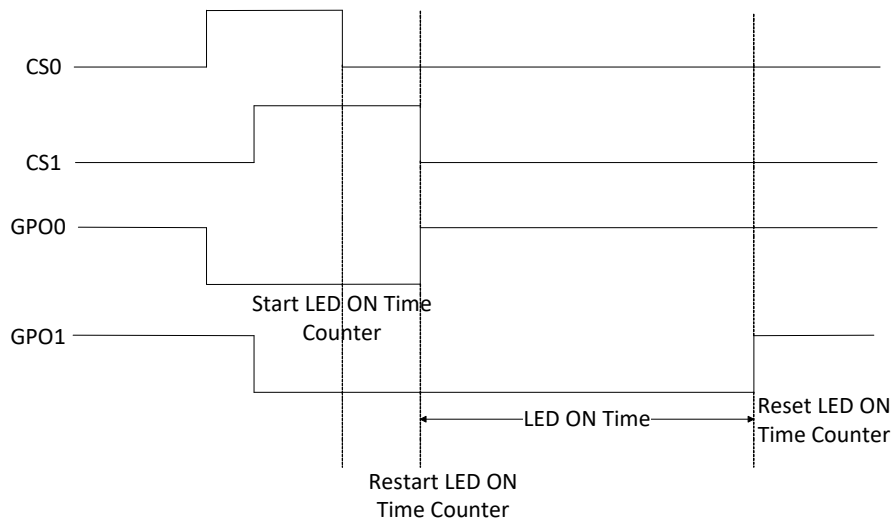 CS0
CS1
GPO0
Start LED ON Time
Counter
GPO1
LED ON Time
Reset LED ON
Time Counter
Restart LED ON
Time Counter